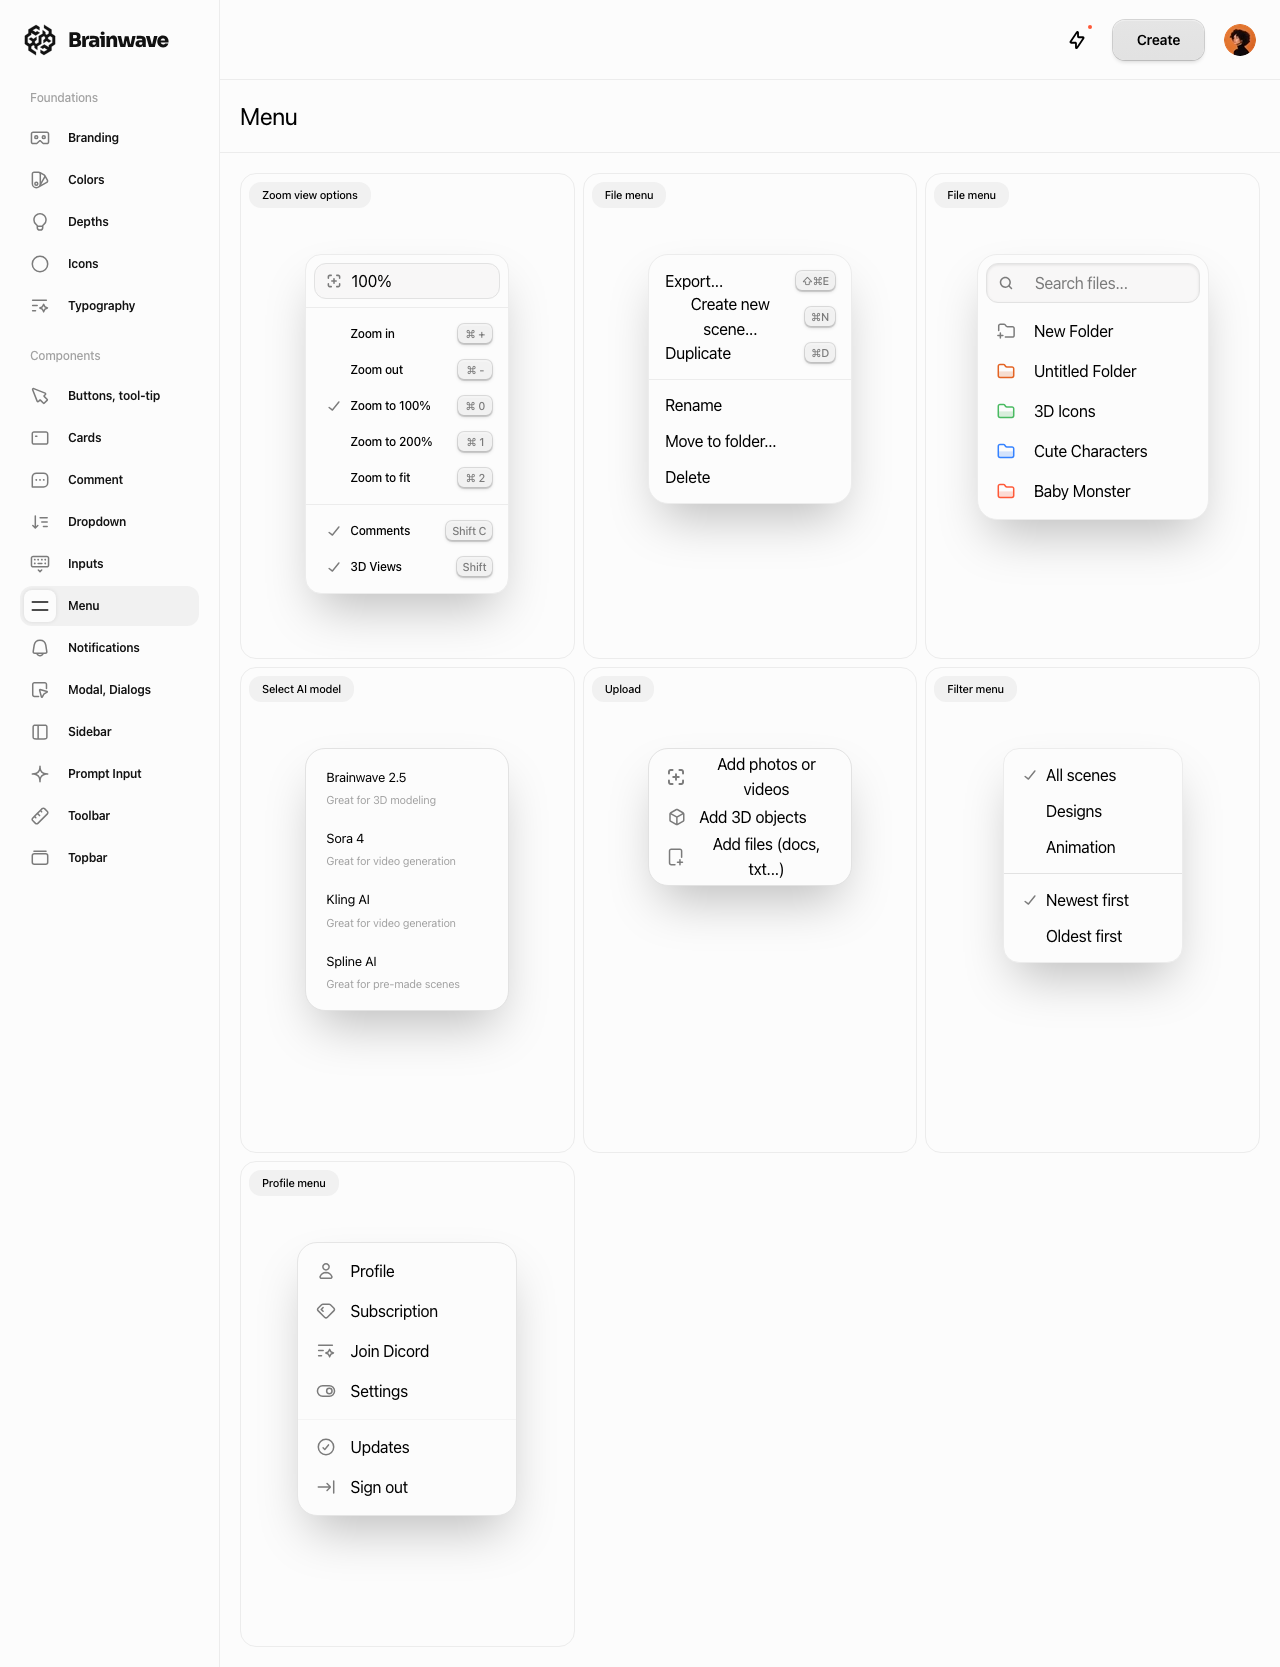 Brainwave
Create
Foundations
Branding
Colors
Depths
Icons
Typography
Components
Buttons, tool-tip
Cards
Comment
Dropdown
Inputs
Menu
Notifications
Modal, Dialogs
Sidebar
Prompt Input
Toolbar
Topbar
Menu
Zoom view options
100%
Zoom in ⌘ +
Zoom out ⌘ -
Zoom to 100% ⌘ 0
Zoom to 200% ⌘ 1
Zoom to fit ⌘ 2
Comments Shift C
3D Views Shift
File menu
Export... ⇧⌘E
Create new
scene... ⌘N
Duplicate ⌘D
Rename
Move to folder...
Delete
File menu
Search files...
New Folder
Untitled Folder
3D Icons
Cute Characters
Baby Monster
Select AI model
Brainwave 2.5
Great for 3D modeling
Sora 4
Great for video generation
Kling AI
Great for video generation
Spline AI
Great for pre-made scenes
Upload
Add photos or
videos
Add 3D objects
Add files (docs,
txt...)
Filter menu
All scenes
Designs
Animation
Newest first
Oldest first
Profile menu
Profile
Subscription
Join Dicord
Settings
Updates
Sign out